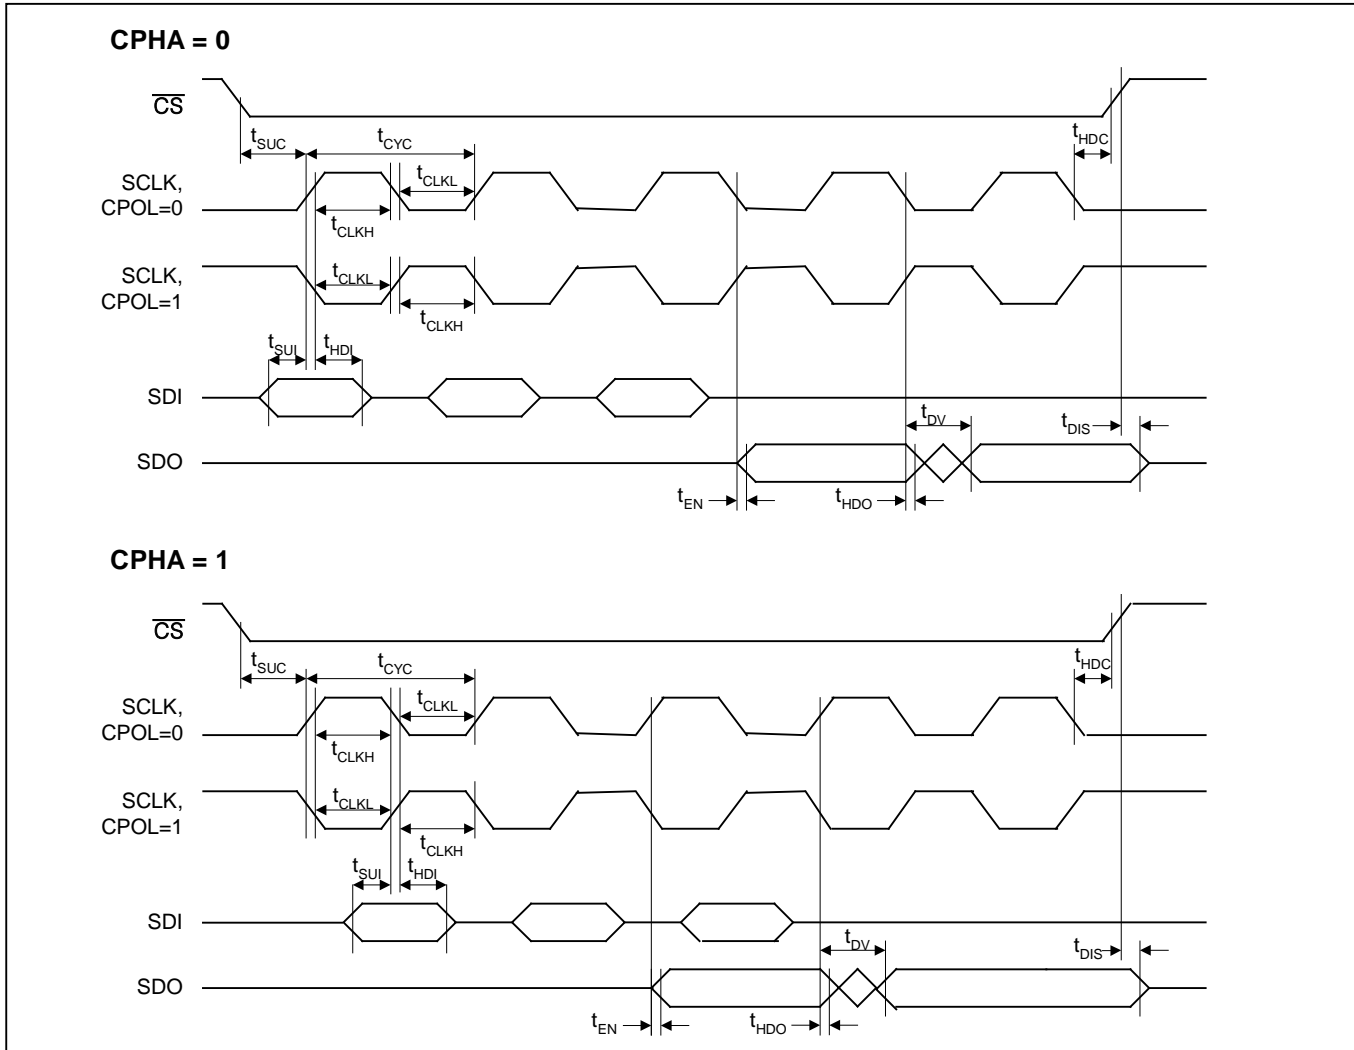 CPHA = 0
CS
tSUC
tCYC
tHDC
tCLKL
SCLK,
CPOL=0
tCLKH
SCLK,
CPOL=1
tCLKL
tCLKH
tSUI
tHDI
SDI
tDV
tDIS
SDO
tEN
tHDO
CPHA = 1
CS
tSUC
tCYC
tHDC
tCLKL
SCLK,
CPOL=0
tCLKH
SCLK,
CPOL=1
tCLKL
tCLKH
tSUI
tHDI
SDI
tDV
tDIS
SDO
tEN
tHDO